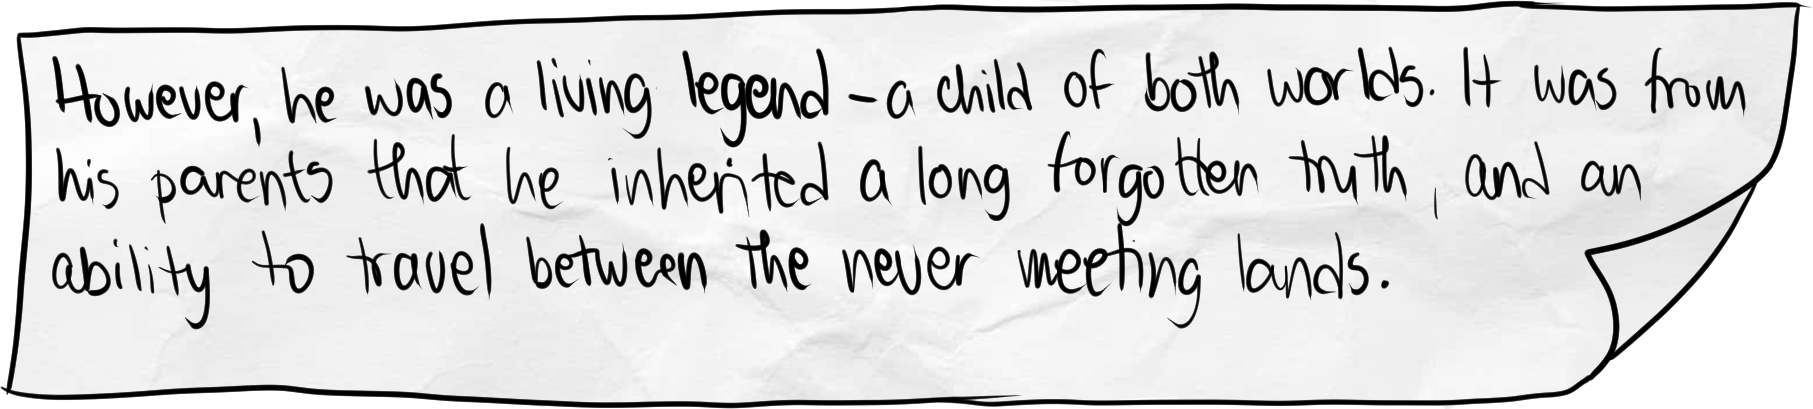 However, he was a living legend - a child of both worlds. It was from
his parents that he inherited a long forgotten truth, and an
ability to travel between the never meeting lands.